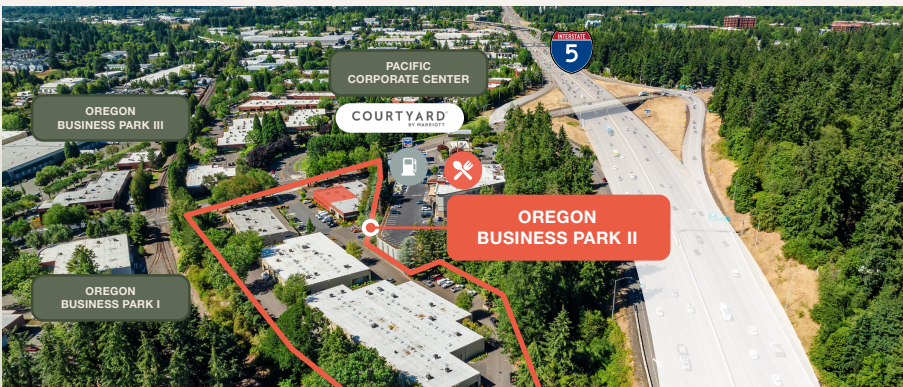 INTERSTATE
5
PACIFIC
CORPORATE CENTER
OREGON
BUSINESS PARK III
COURTYARD
BY MARRIOTT
OREGON
BUSINESS PARK II
OREGON
BUSINESS PARK I